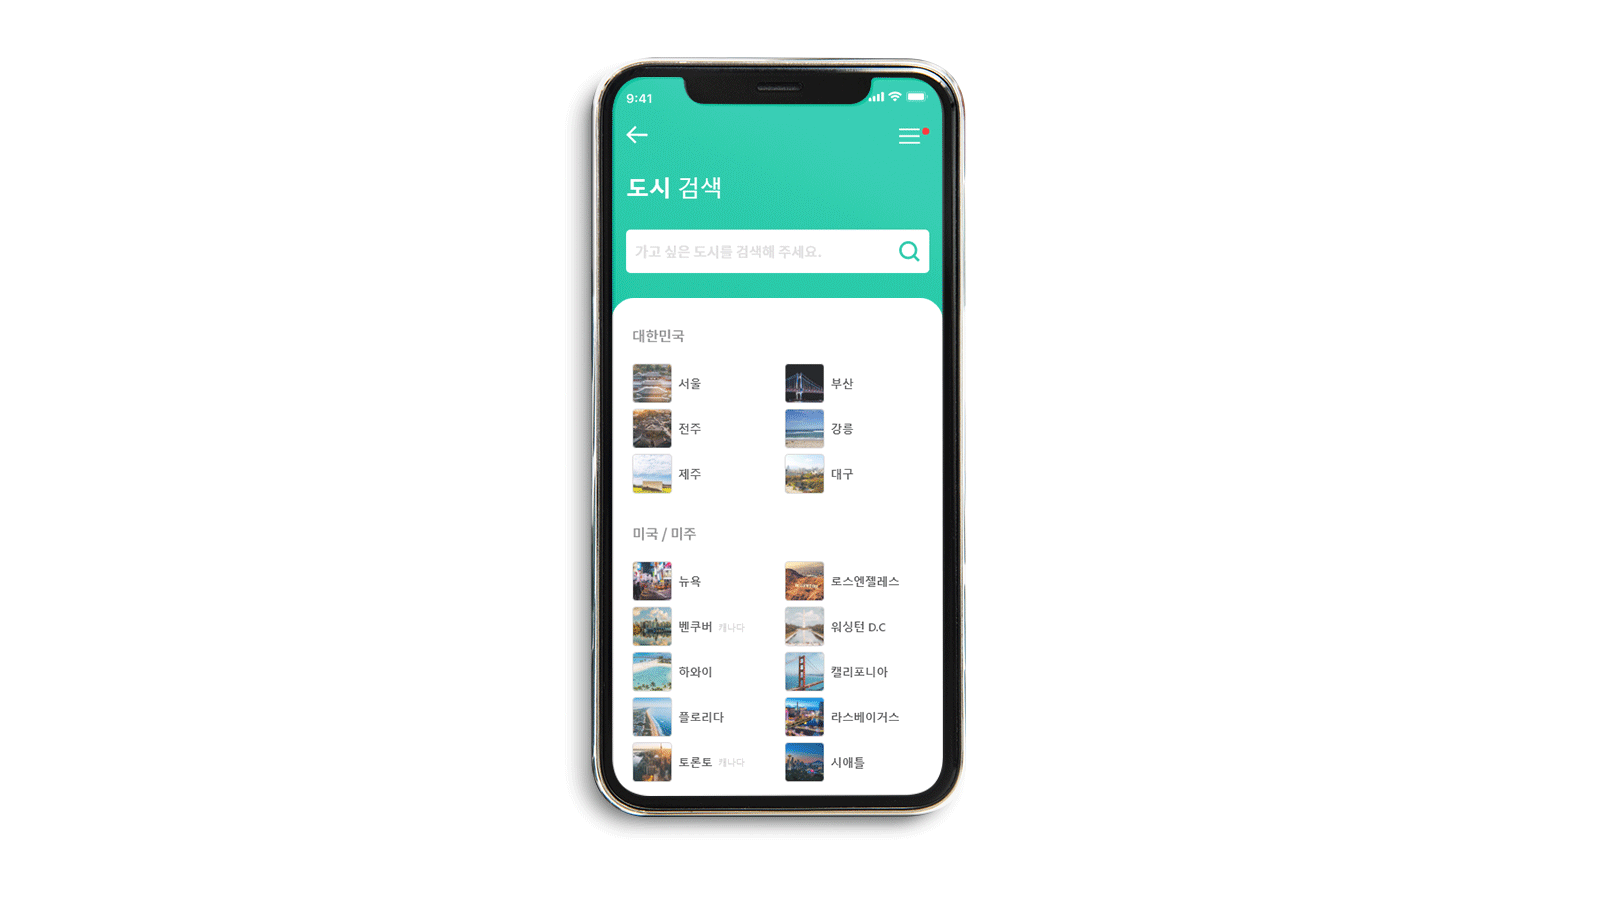 9:41
도시 검색
가고 싶은 도시를 검색해 주세요.
대한민국
서울
부산
전주
강릉
제주
대구
미국 / 미주
뉴욕
로스엔젤레스
벤쿠버 캐나다
워싱턴 D.C
하와이
캘리포니아
플로리다
라스베이거스
토론토 캐나다
시애틀